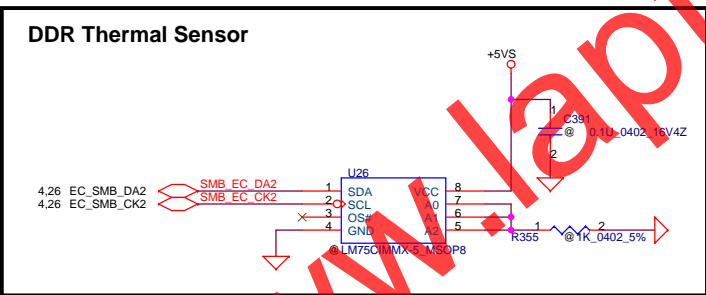 DDR Thermal Sensor
+5VS
1
C391
@ 0.1U_0402_16V4Z
2
U26
4,26 EC_SMB_DA2 SMB_EC_DA2 1 SDA VCC 8
4,26 EC_SMB_CK2 SMB_EC_CK2 2 SCL A0 7
3 OS# A1 6
4 GND A2 5
R355 1 2 @1K_0402_5%
@LM75CIMMX-5_MSOP8
www.lap